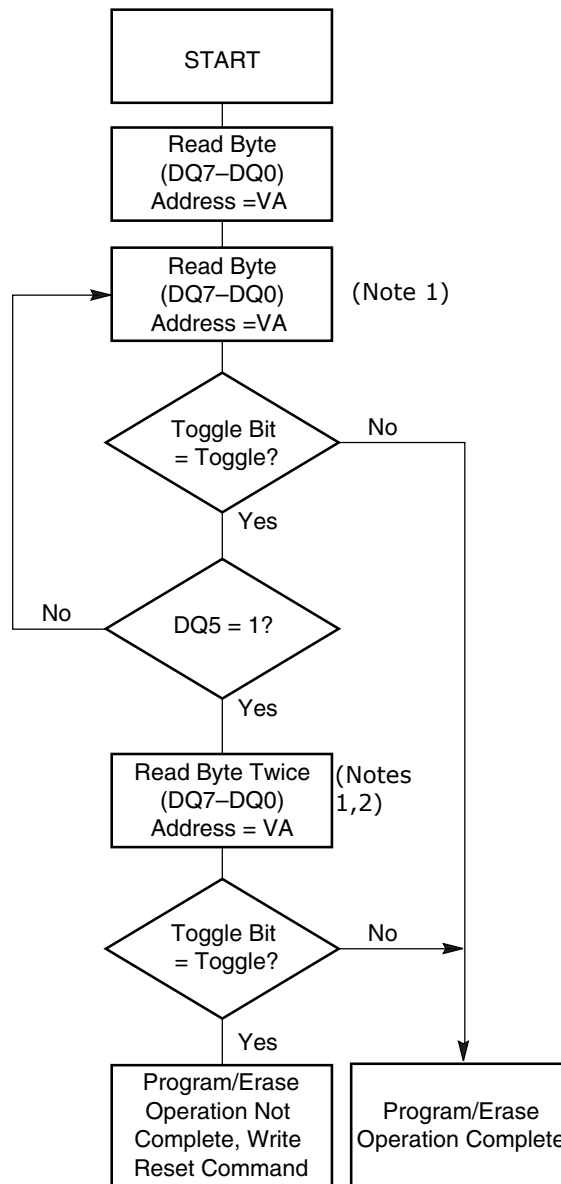 START
Read Byte
(DQ7–DQ0)
Address =VA
Read Byte
(DQ7–DQ0)
Address =VA
(Note 1)
Toggle Bit
= Toggle?
No
Yes
No
DQ5 = 1?
Yes
Read Byte Twice
(DQ7–DQ0)
Address = VA
(Notes
1,2)
Toggle Bit
= Toggle?
No
Yes
Program/Erase
Operation Not
Complete, Write
Reset Command
Program/Erase
Operation Complete